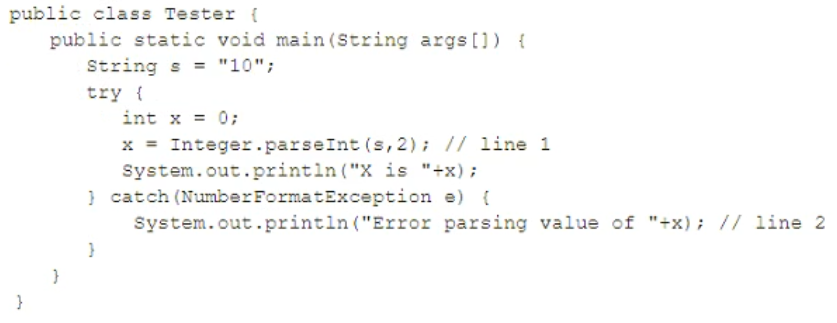 public class Tester {
public static void main(String args[]) {
String s = "10";
try {
int x = 0;
x = Integer.parseInt(s,2); // line 1
System.out.println("X is "+x);
} catch(NumberFormatException e) {
System.out.println("Error parsing value of "+x); // line 2
}
}
}